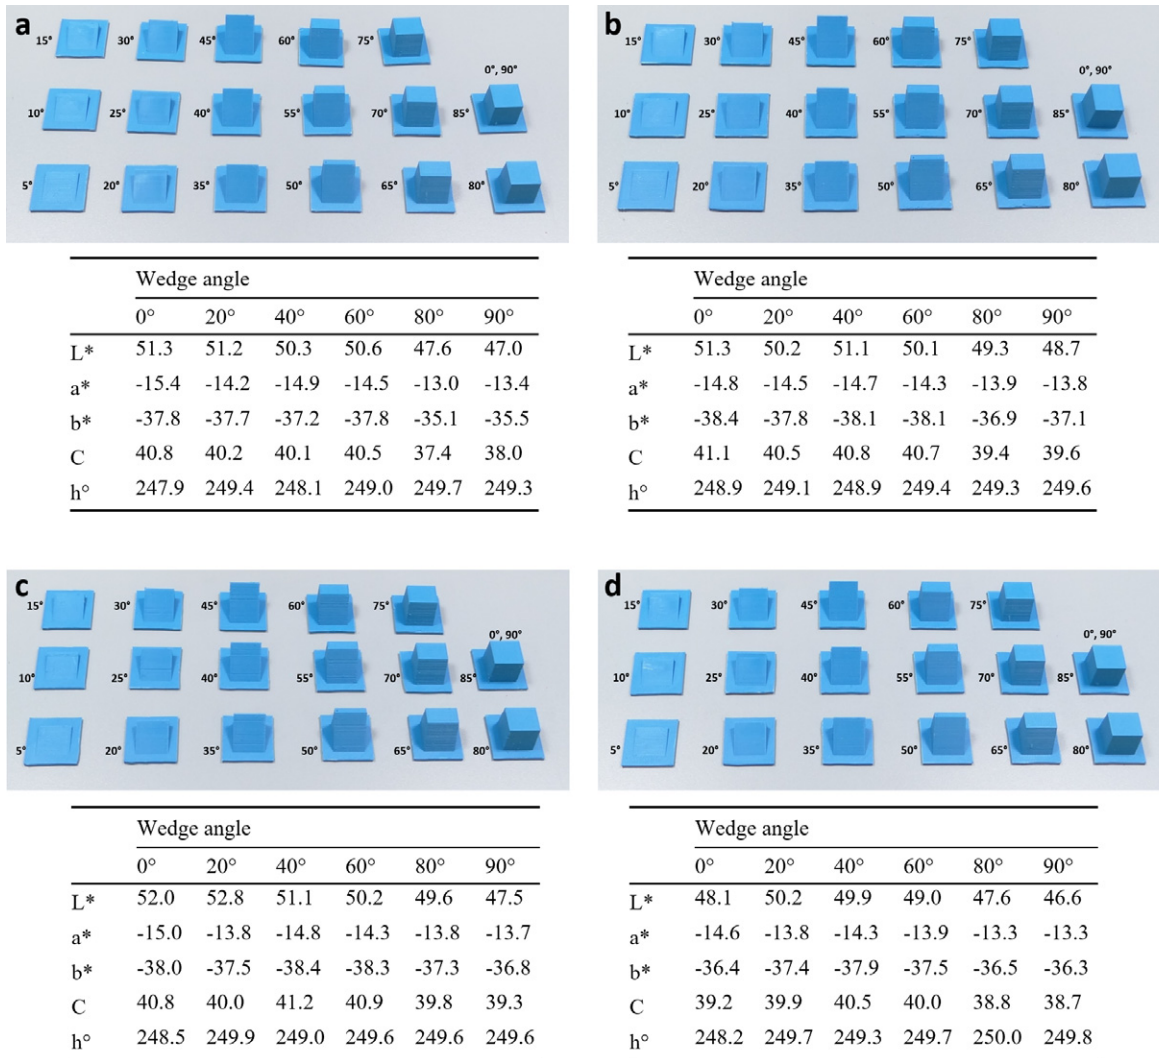 a
15° 30° 45° 60° 75°
0°, 90°
10° 25° 40° 55° 70° 85°
5° 20° 35° 50° 65° 80°
Wedge angle
0° 20° 40° 60° 80° 90°
L* 51.3 51.2 50.3 50.6 47.6 47.0
a* -15.4 -14.2 -14.9 -14.5 -13.0 -13.4
b* -37.8 -37.7 -37.2 -37.8 -35.1 -35.5
C 40.8 40.2 40.1 40.5 37.4 38.0
h° 247.9 249.4 248.1 249.0 249.7 249.3
b
15° 30° 45° 60° 75°
0°, 90°
10° 25° 40° 55° 70° 85°
5° 20° 35° 50° 65° 80°
Wedge angle
0° 20° 40° 60° 80° 90°
L* 51.3 50.2 51.1 50.1 49.3 48.7
a* -14.8 -14.5 -14.7 -14.3 -13.9 -13.8
b* -38.4 -37.8 -38.1 -38.1 -36.9 -37.1
C 41.1 40.5 40.8 40.7 39.4 39.6
h° 248.9 249.1 248.9 249.4 249.3 249.6
c
15° 30° 45° 60° 75°
0°, 90°
10° 25° 40° 55° 70° 85°
5° 20° 35° 50° 65° 80°
Wedge angle
0° 20° 40° 60° 80° 90°
L* 52.0 52.8 51.1 50.2 49.6 47.5
a* -15.0 -13.8 -14.8 -14.3 -13.8 -13.7
b* -38.0 -37.5 -38.4 -38.3 -37.3 -36.8
C 40.8 40.0 41.2 40.9 39.8 39.3
h° 248.5 249.9 249.0 249.6 249.6 249.6
d
15° 30° 45° 60° 75°
0°, 90°
10° 25° 40° 55° 70° 85°
5° 20° 35° 50° 65° 80°
Wedge angle
0° 20° 40° 60° 80° 90°
L* 48.1 50.2 49.9 49.0 47.6 46.6
a* -14.6 -13.8 -14.3 -13.9 -13.3 -13.3
b* -36.4 -37.4 -37.9 -37.5 -36.5 -36.3
C 39.2 39.9 40.5 40.0 38.8 38.7
h° 248.2 249.7 249.3 249.7 250.0 249.8